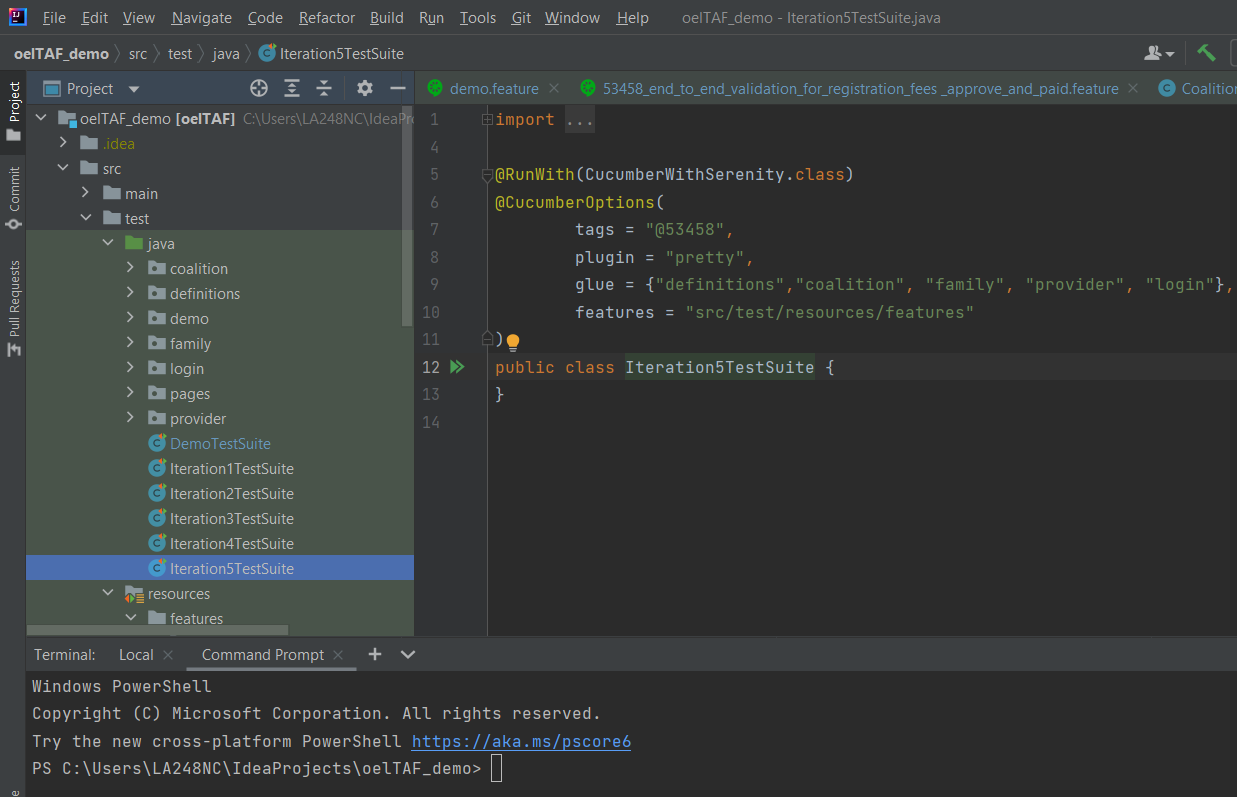 File Edit View Navigate Code Refactor Build Run Tools Git Window Help oelTAF_demo - Iteration5TestSuite.java
oelTAF_demo src test java Iteration5TestSuite
Project
Commit
Pull Requests
Project
oelTAF_demo [oelTAF] C:\Users\LA248NC\IdeaPr
.idea
src
main
test
java
coalition
definitions
demo
family
login
pages
provider
DemoTestSuite
Iteration1TestSuite
Iteration2TestSuite
Iteration3TestSuite
Iteration4TestSuite
Iteration5TestSuite
resources
features
demo.feature 53458_end_to_end_validation_for_registration_fees _approve_and_paid.feature Coalition
1 import ...
4
5 @RunWith(CucumberWithSerenity.class)
6 @CucumberOptions(
7 tags = "@53458",
8 plugin = "pretty",
9 glue = {"definitions","coalition", "family", "provider", "login"},
10 features = "src/test/resources/features"
11 )
12 public class Iteration5TestSuite {
13 }
14
Terminal: Local Command Prompt
Windows PowerShell
Copyright (C) Microsoft Corporation. All rights reserved.
Try the new cross-platform PowerShell https://aka.ms/pscore6
PS C:\Users\LA248NC\IdeaProjects\oelTAF_demo>